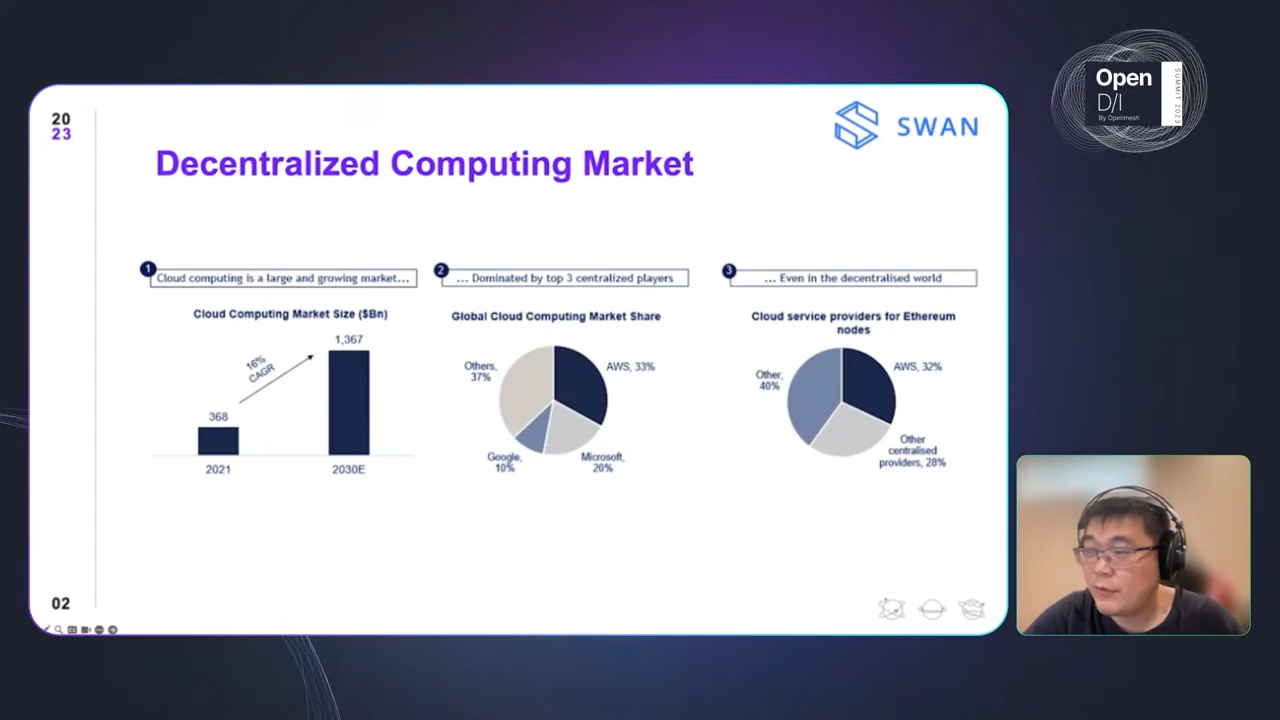 Open
D/I
By Openmesh
SUMMIT 2023
20
23
SWAN
Decentralized Computing Market
1
Cloud computing is a large and growing market...
2
... Dominated by top 3 centralized players
3
... Even in the decentralised world
Cloud Computing Market Size ($Bn)
1,367
16%
CAGR
368
2021
2030E
Global Cloud Computing Market Share
Others,
37%
AWS, 33%
Google,
10%
Microsoft,
20%
Cloud service providers for Ethereum
nodes
Other,
40%
AWS, 32%
Other
centralised
providers, 28%
02